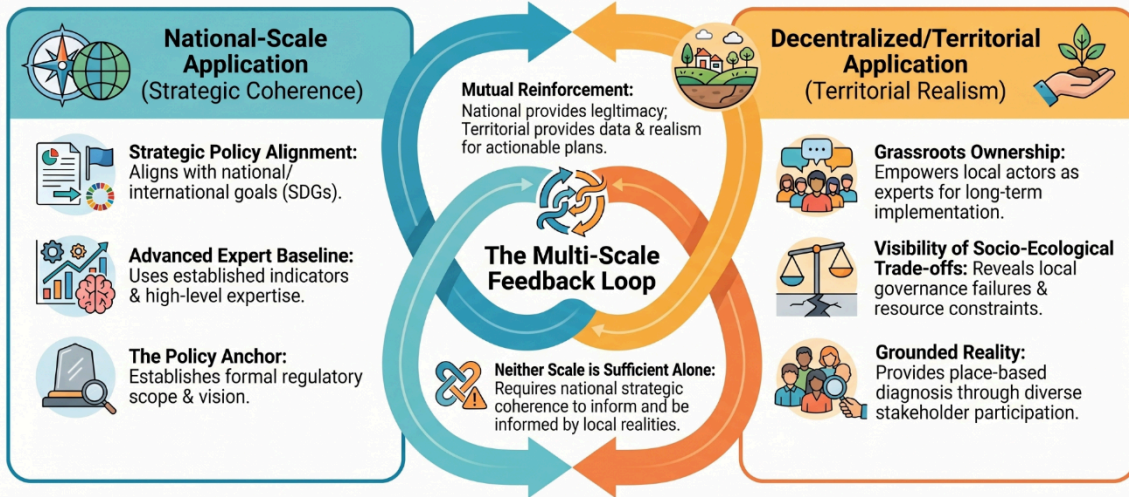 National-Scale
Application
(Strategic Coherence)
Strategic Policy Alignment:
Aligns with national/
international goals (SDGs).
Advanced Expert Baseline:
Uses established indicators
& high-level expertise.
The Policy Anchor:
Establishes formal regulatory
scope & vision.
Mutual Reinforcement:
National provides legitimacy;
Territorial provides data & realism
for actionable plans.
The Multi-Scale
Feedback Loop
Neither Scale is Sufficient Alone:
Requires national strategic
coherence to inform and be
informed by local realities.
Decentralized/Territorial
Application
(Territorial Realism)
Grassroots Ownership:
Empowers local actors as
experts for long-term
implementation.
Visibility of Socio-Ecological
Trade-offs: Reveals local
governance failures &
resource constraints.
Grounded Reality:
Provides place-based
diagnosis through diverse
stakeholder participation.